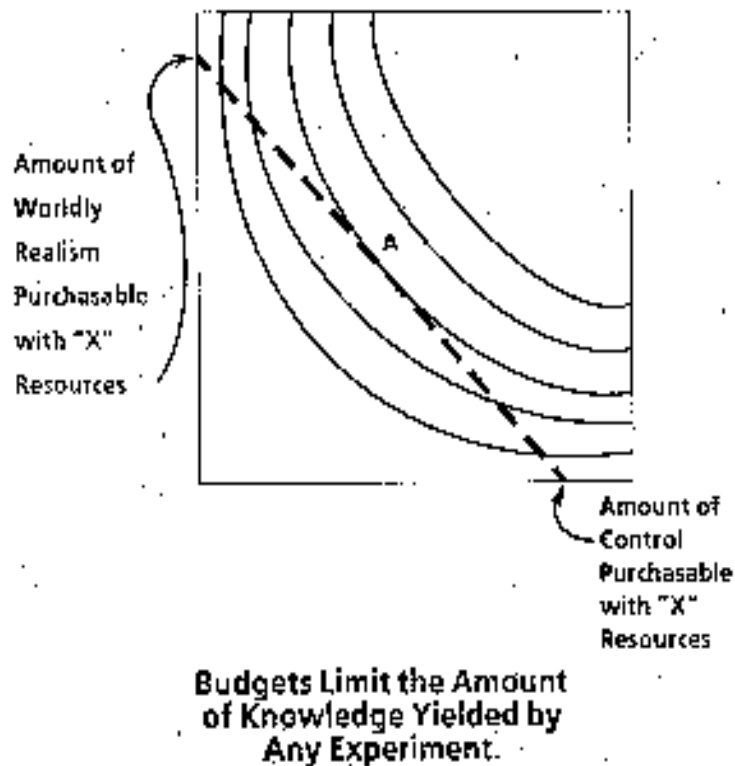 Amount of
Worldly
Realism
Purchasable
with "X"
Resources
A
Amount of
Control
Purchasable
with "X"
Resources
Budgets Limit the Amount
of Knowledge Yielded by
Any Experiment.